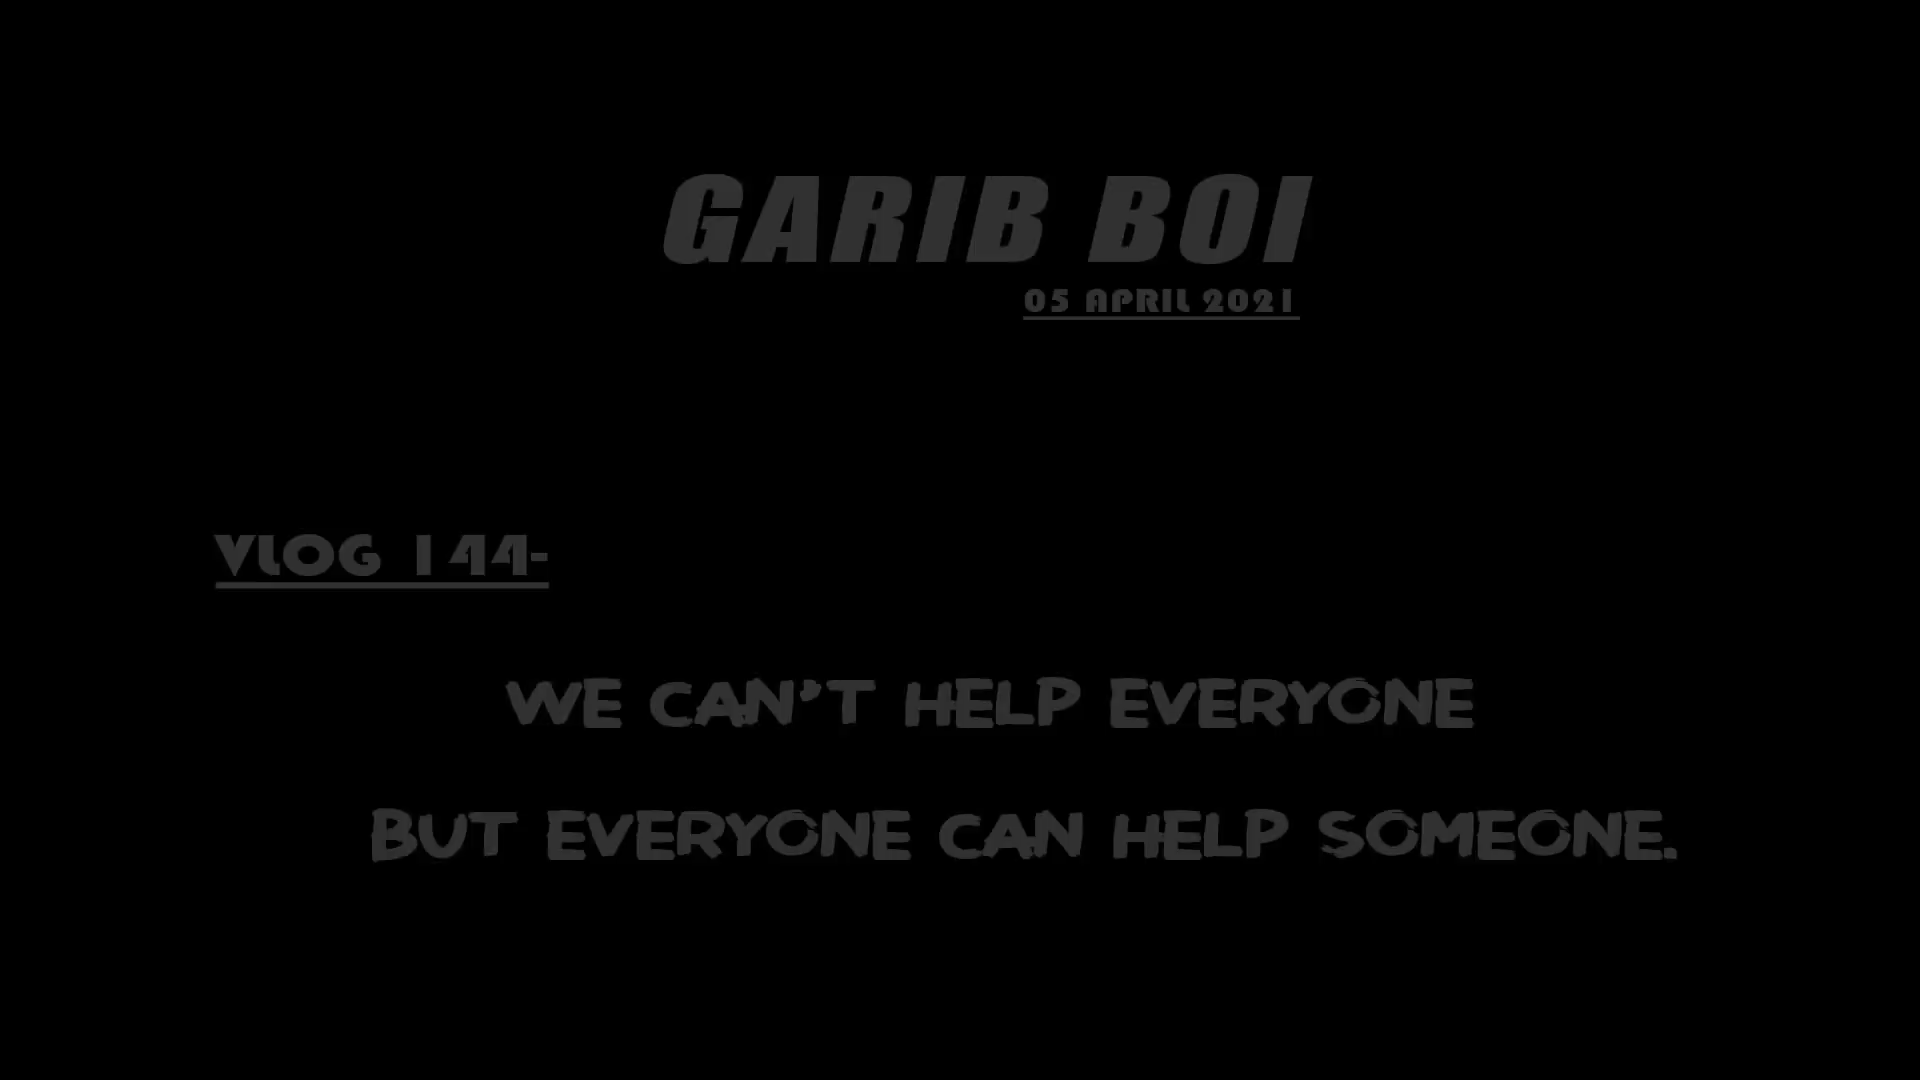 GARIB BOI
05 APRIL 2021
VLOG 144-
WE CAN'T HELP EVERYONE
BUT EVERYONE CAN HELP SOMEONE.